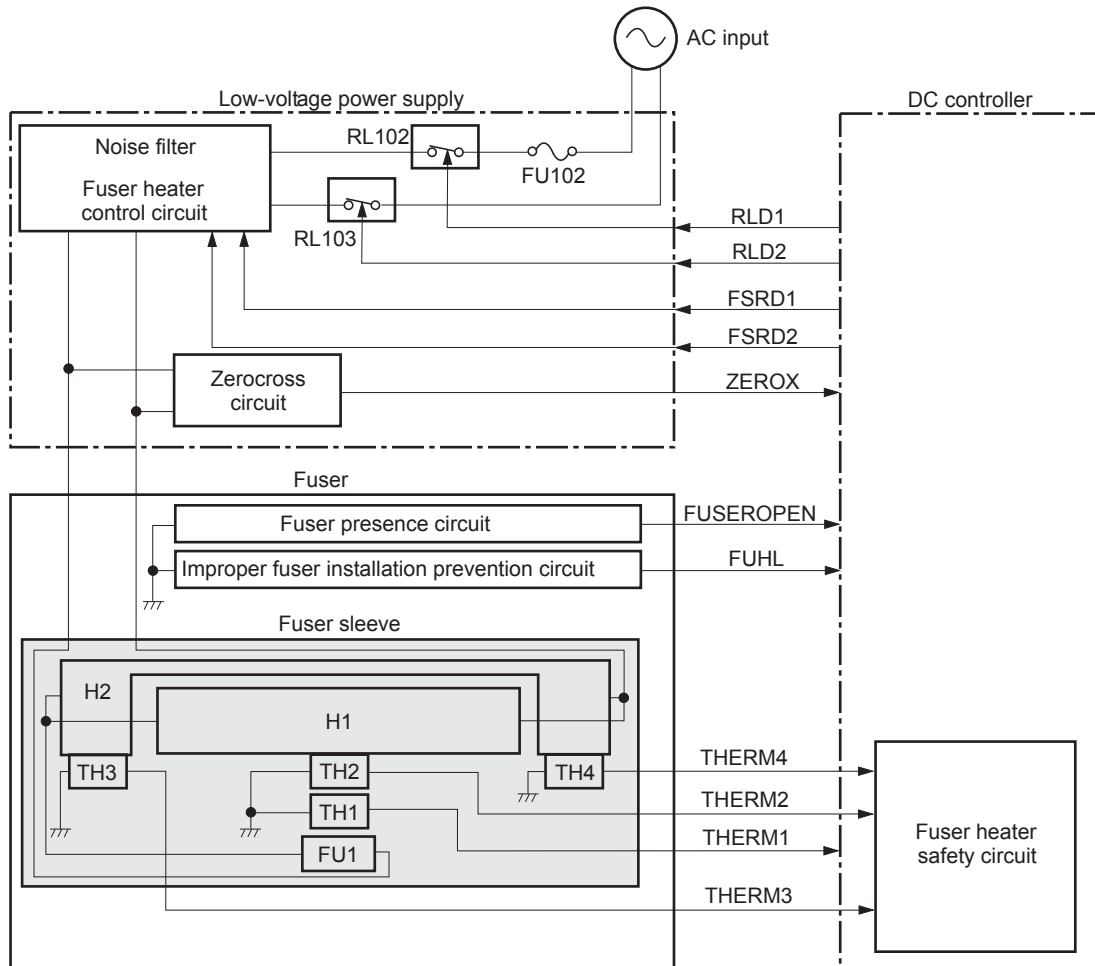 AC input
Low-voltage power supply
DC controller
Noise filter
Fuser heater
control circuit
RL102
FU102
RL103
RLD1
RLD2
FSRD1
FSRD2
Zerocross
circuit
ZEROX
Fuser
Fuser presence circuit
FUSEROPEN
Improper fuser installation prevention circuit
FUHL
Fuser sleeve
H2
H1
TH3
TH2
TH4
TH1
FU1
THERM4
THERM2
THERM1
THERM3
Fuser heater
safety circuit